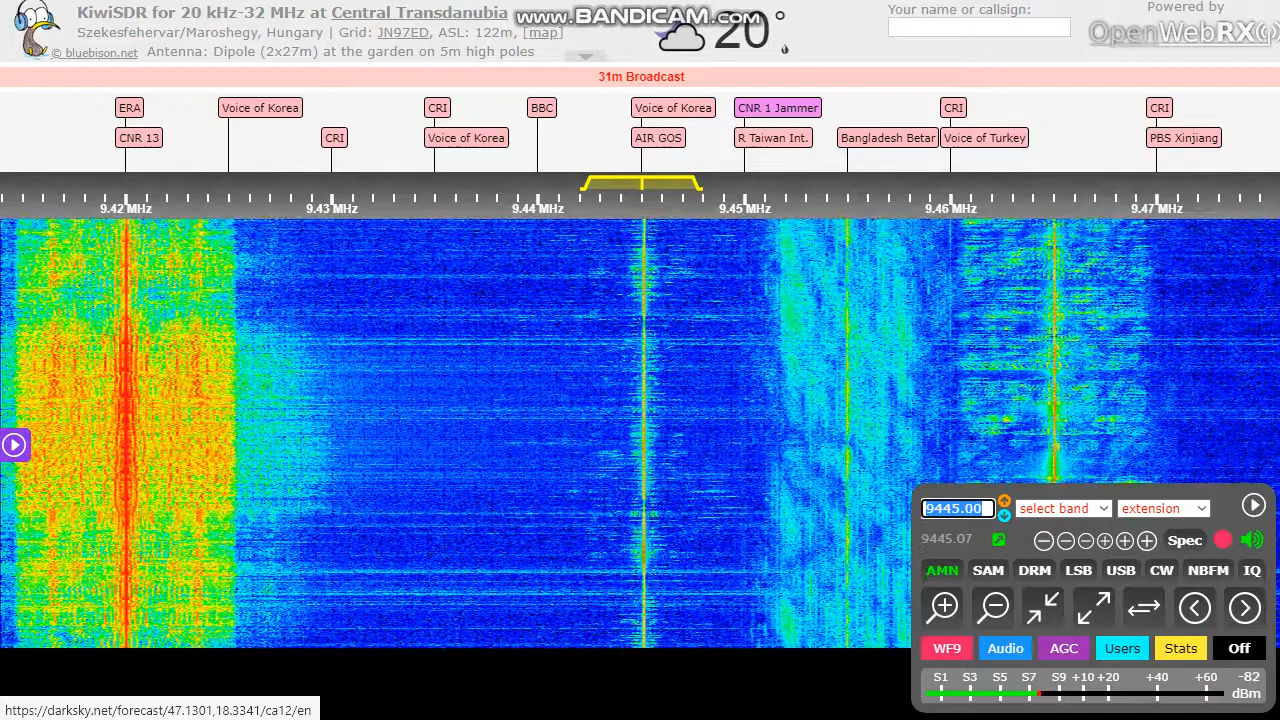 KiwiSDR for 20 kHz-32 MHz at Central Transdanubia
www.BANDICAM.com
20°
Your name or callsign:
Powered by
OpenWebRX
Szekesfehervar/Maroshegy, Hungary | Grid: JN97ED, ASL: 122m, [map]
© bluebison.net
Antenna: Dipole (2x27m) at the garden on 5m high poles
31m Broadcast
ERA Voice of Korea CRI BBC Voice of Korea CNR 1 Jammer CRI CRI
CNR 13 CRI Voice of Korea AIR GOS R Taiwan Int. Bangladesh Betar Voice of Turkey PBS Xinjiang
9.42 MHz 9.43 MHz 9.44 MHz 9.45 MHz 9.46 MHz 9.47 MHz
9445.00 select band extension
9445.07 Spec
AMN SAM DRM LSB USB CW NBFM IQ
WF9 Audio AGC Users Stats Off
S1 S3 S5 S7 S9 +10 +20 +40 +60 -82
dBm
https://darksky.net/forecast/47.1301,18.3341/ca12/en